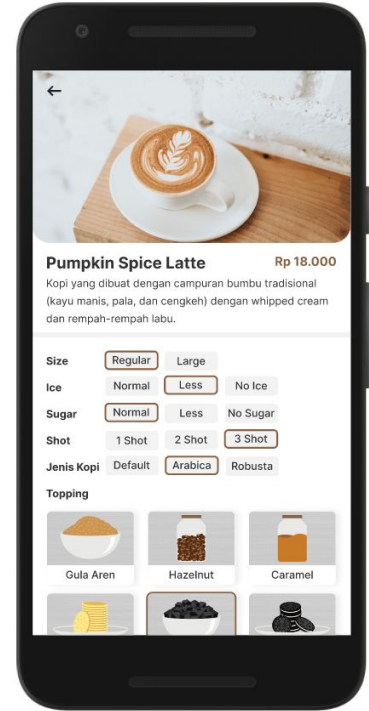 Pumpkin Spice Latte Rp 18.000
Kopi yang dibuat dengan campuran bumbu tradisional
(kayu manis, pala, dan cengkeh) dengan whipped cream
dan rempah-rempah labu.
Size Regular Large
Ice Normal Less No Ice
Sugar Normal Less No Sugar
Shot 1 Shot 2 Shot 3 Shot
Jenis Kopi Default Arabica Robusta
Topping
Gula Aren Hazelnut Caramel